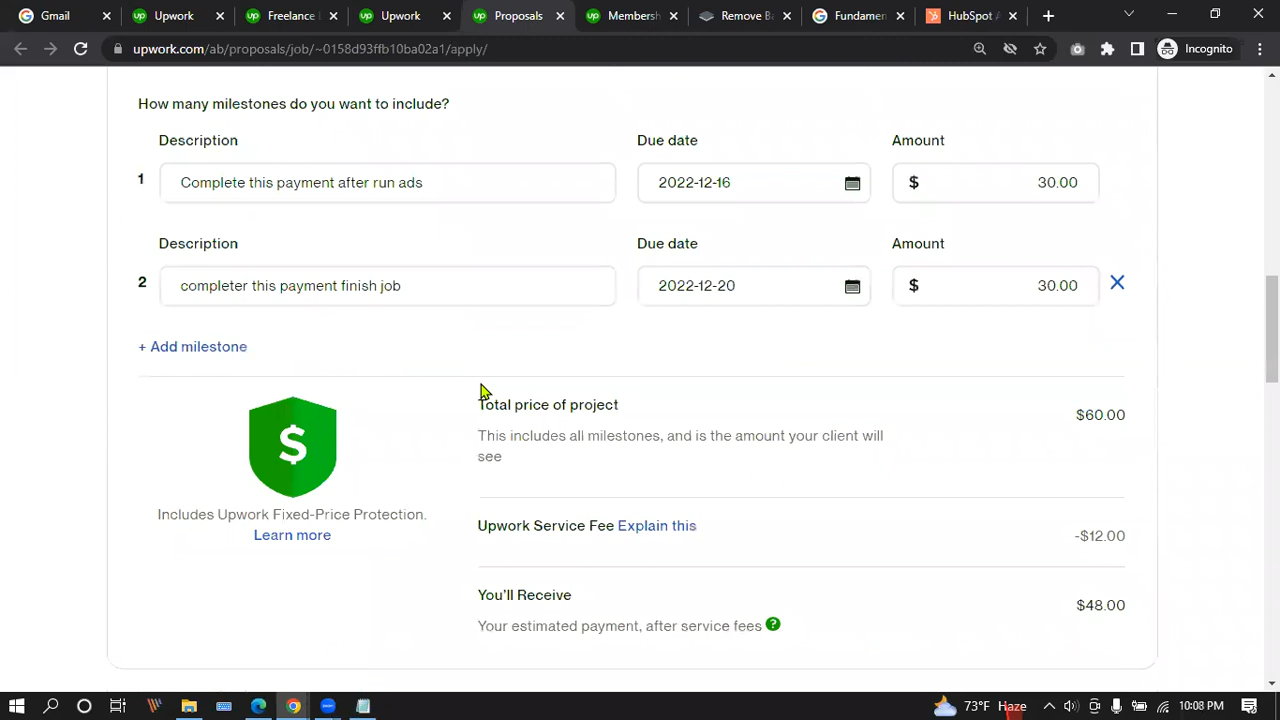 Gmail
Upwork
Freelance
Upwork
Proposals
Membersh
Remove Ba
Fundamen
HubSpot A
upwork.com/ab/proposals/job/~0158d93ffb10ba02a1/apply/
Incognito
How many milestones do you want to include?
Description Due date Amount
1 Complete this payment after run ads 2022-12-16 $ 30.00
Description Due date Amount
2 completer this payment finish job 2022-12-20 $ 30.00
+ Add milestone
Total price of project
$60.00
This includes all milestones, and is the amount your client will
see
$
Includes Upwork Fixed-Price Protection.
Learn more
Upwork Service Fee Explain this
-$12.00
You'll Receive
$48.00
Your estimated payment, after service fees ?
73°F Haze
10:08 PM